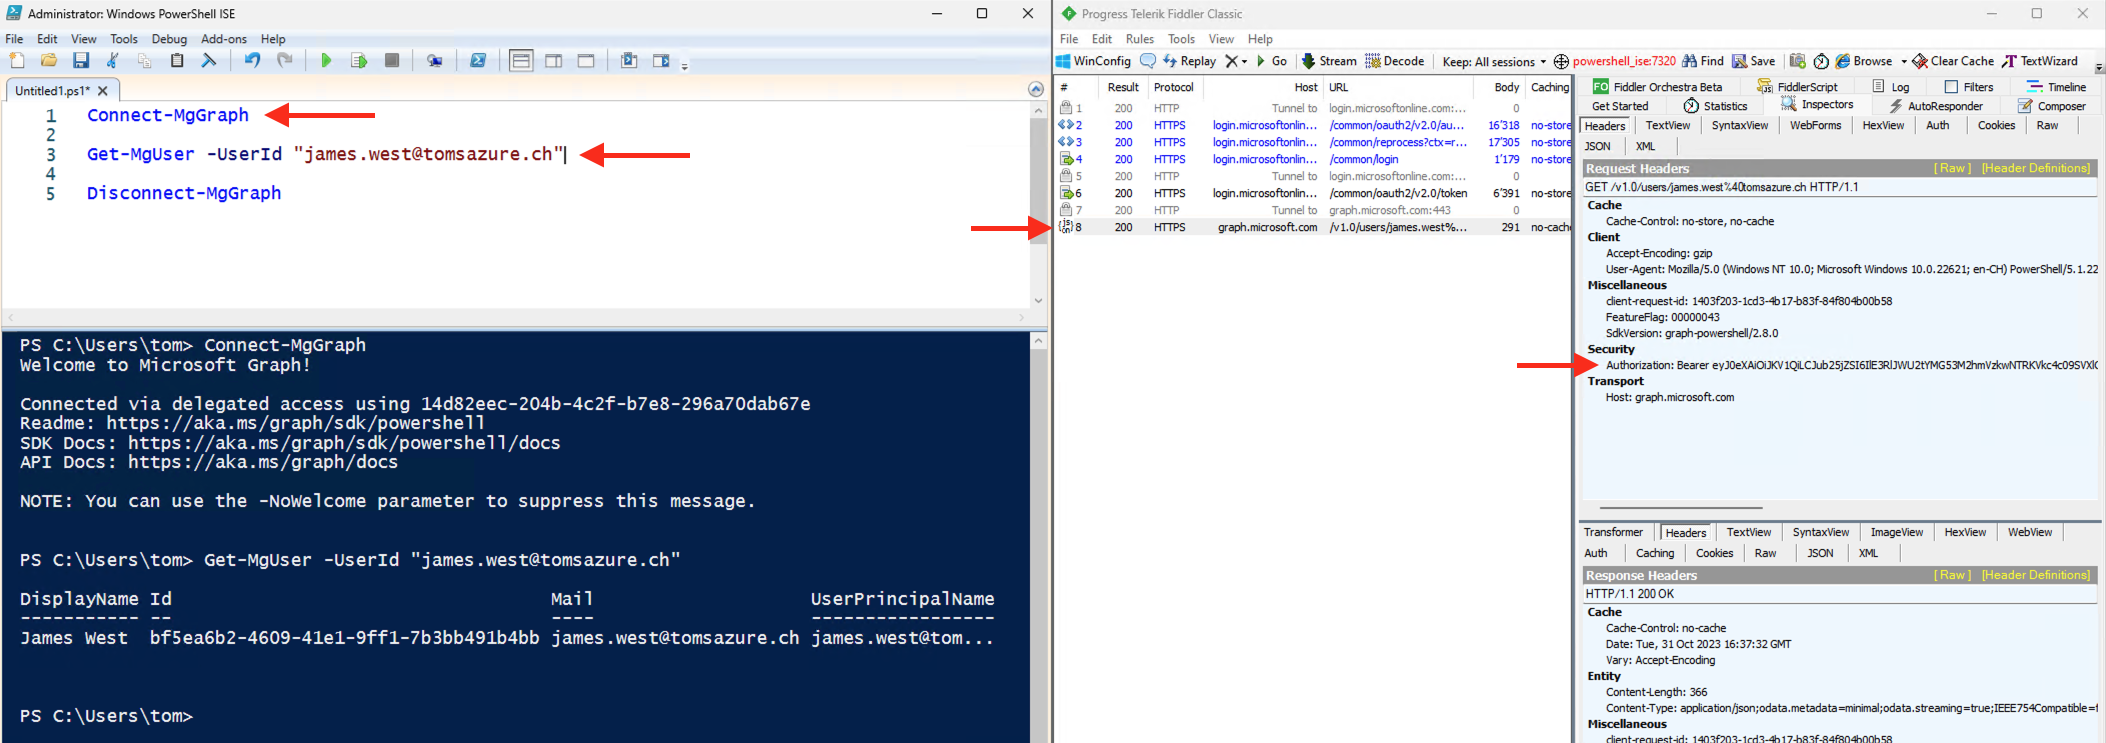 Administrator: Windows PowerShell ISE
File Edit View Tools Debug Add-ons Help
Untitled1.ps1* X
1 Connect-MgGraph
2
3 Get-MgUser -UserId "james.west@tomsazure.ch"
4
5 Disconnect-MgGraph
PS C:\Users\tom> Connect-MgGraph
Welcome to Microsoft Graph!
Connected via delegated access using 14d82eec-204b-4c2f-b7e8-296a70dab67e
Readme: https://aka.ms/graph/sdk/powershell
SDK Docs: https://aka.ms/graph/sdk/powershell/docs
API Docs: https://aka.ms/graph/docs
NOTE: You can use the -NoWelcome parameter to suppress this message.
PS C:\Users\tom> Get-MgUser -UserId "james.west@tomsazure.ch"
DisplayName Id Mail UserPrincipalName
----------- -- ---- -----------------
James West bf5ea6b2-4609-41e1-9ff1-7b3bb491b4bb james.west@tomsazure.ch james.west@tom...
PS C:\Users\tom>
Progress Telerik Fiddler Classic
File Edit Rules Tools View Help
WinConfig Replay Go Stream Decode Keep: All sessions powershell_ise:7320 Find Save Browse Clear Cache TextWizard
# Result Protocol Host URL Body Caching
1 200 HTTP Tunnel to login.microsoftonline.com:... 0
2 200 HTTPS login.microsoftonlin... /common/oauth2/v2.0/au... 16'318 no-store
3 200 HTTPS login.microsoftonlin... /common/reprocess?ctx=r... 17'305 no-store
4 200 HTTPS login.microsoftonlin... /common/login 1'179 no-store
5 200 HTTP Tunnel to login.microsoftonline.com:... 0
6 200 HTTPS login.microsoftonlin... /common/oauth2/v2.0/token 6'391 no-store
7 200 HTTP Tunnel to graph.microsoft.com:443 0
8 200 HTTPS graph.microsoft.com /v1.0/users/james.west%... 291 no-cach
FO Fiddler Orchestra Beta FiddlerScript Log Filters Timeline
Get Started Statistics Inspectors AutoResponder Composer
Headers TextView SyntaxView WebForms HexView Auth Cookies Raw
JSON XML
Request Headers [ Raw ] [Header Definitions]
GET /v1.0/users/james.west%40tomsazure.ch HTTP/1.1
Cache
Cache-Control: no-store, no-cache
Client
Accept-Encoding: gzip
User-Agent: Mozilla/5.0 (Windows NT 10.0; Microsoft Windows 10.0.22621; en-CH) PowerShell/5.1.22
Miscellaneous
client-request-id: 1403f203-1cd3-4b17-b83f-84f804b00b58
FeatureFlag: 00000043
SdkVersion: graph-powershell/2.8.0
Security
Authorization: Bearer
Transport
Host: graph.microsoft.com
Transformer Headers TextView SyntaxView ImageView HexView WebView
Auth Caching Cookies Raw JSON XML
Response Headers [ Raw ] [Header Definitions]
HTTP/1.1 200 OK
Cache
Cache-Control: no-cache
Date: Tue, 31 Oct 2023 16:37:32 GMT
Vary: Accept-Encoding
Entity
Content-Length: 366
Content-Type: application/json;odata.metadata=minimal;odata.streaming=true;IEEE754Compatible=
Miscellaneous
client-request-id: 1403f203-1cd3-4b17-b83f-84f804b00b58